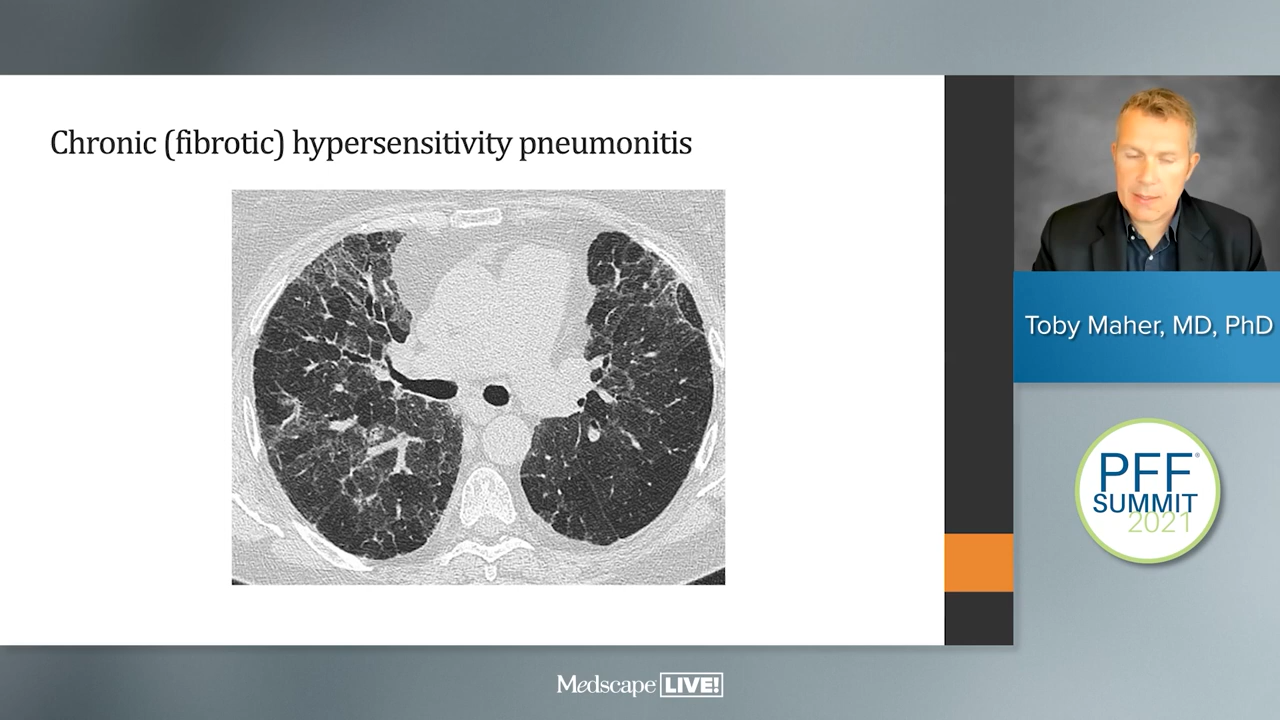 Chronic (fibrotic) hypersensitivity pneumonitis
Toby Maher, MD, PhD
PFF®
SUMMIT
2021
Medscape LIVE!